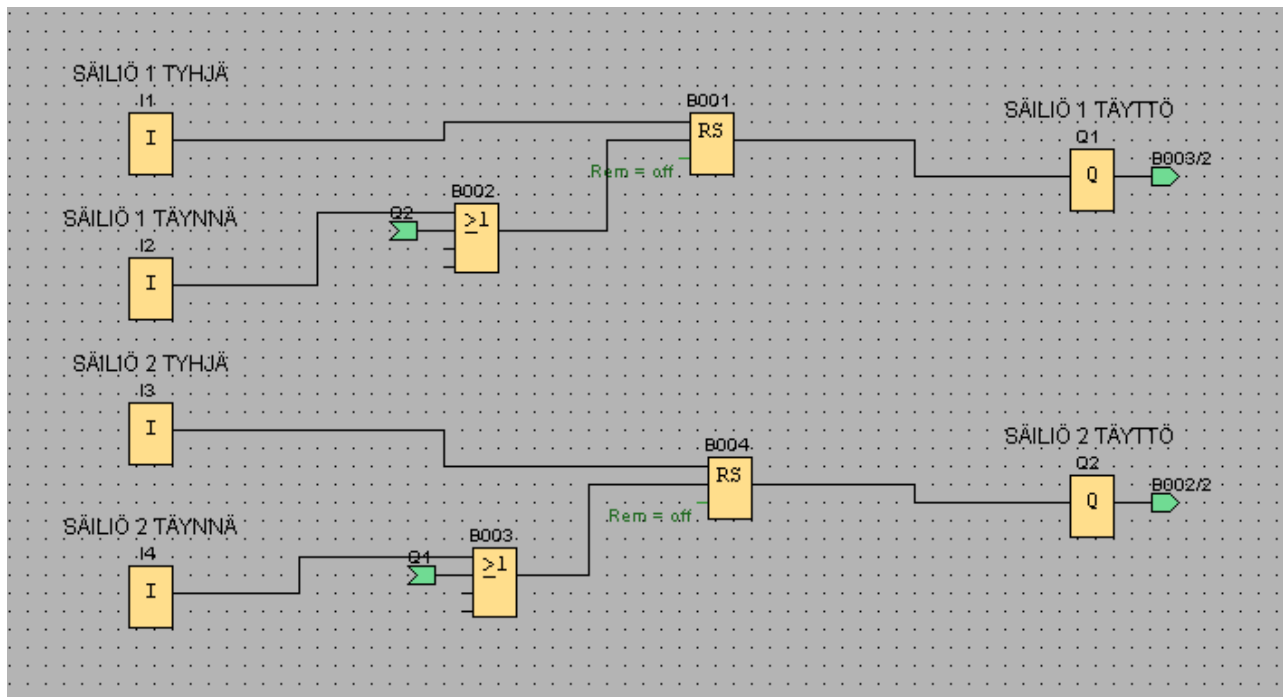 SÄILIÖ 1 TYHJÄ
I1
I
B001
RS
Rem = off
SÄILIÖ 1 TÄYTTÖ
Q1
Q
B003/2
SÄILIÖ 1 TÄYNNÄ
I2
I
Q2
B002
≥1
SÄILIÖ 2 TYHJÄ
I3
I
B004
RS
Rem = off
SÄILIÖ 2 TÄYTTÖ
Q2
Q
B002/2
SÄILIÖ 2 TÄYNNÄ
I4
I
Q1
B003
≥1